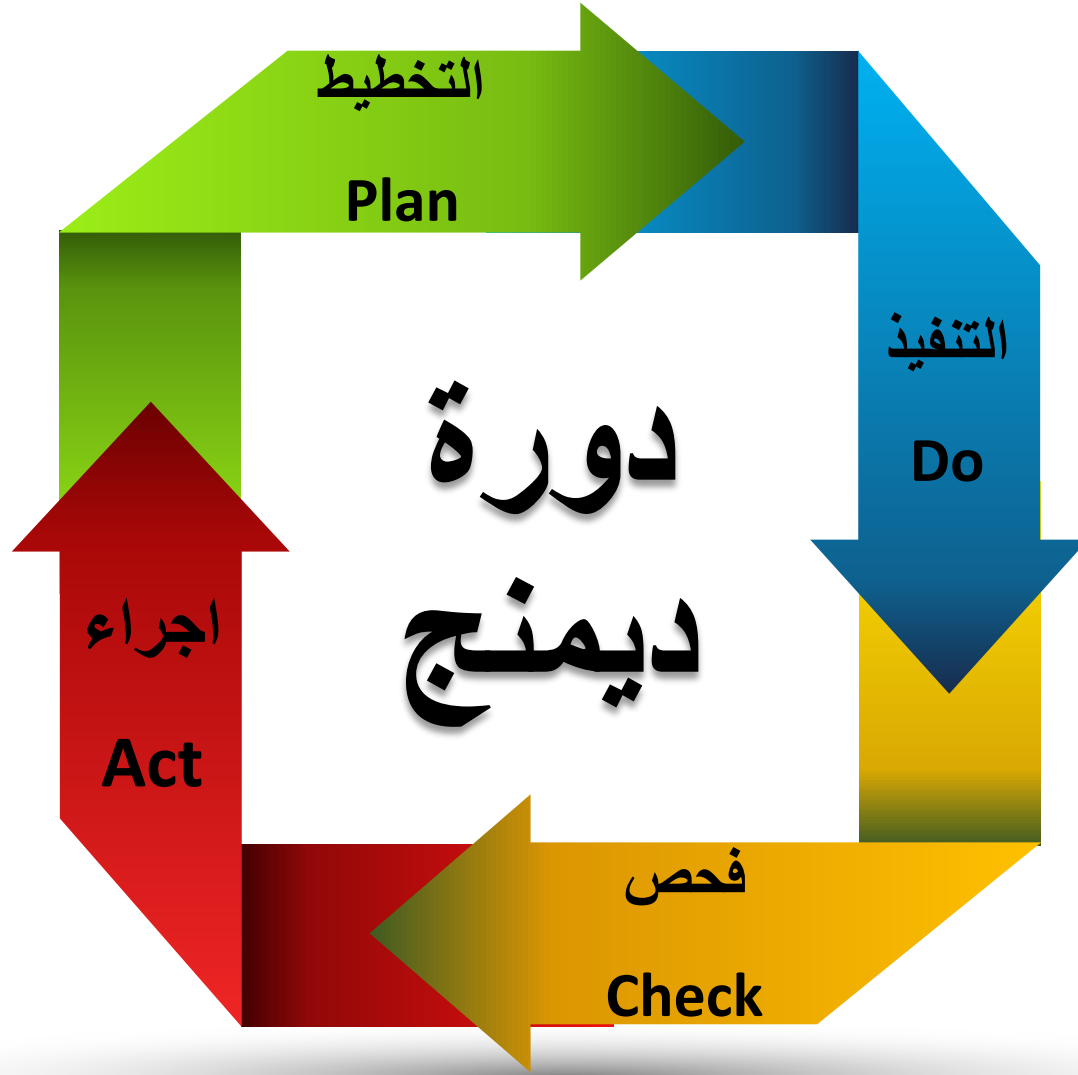 التخطيط
Plan
التنفيذ
Do
دورة
ديمنج
اجراء
Act
فحص
Check